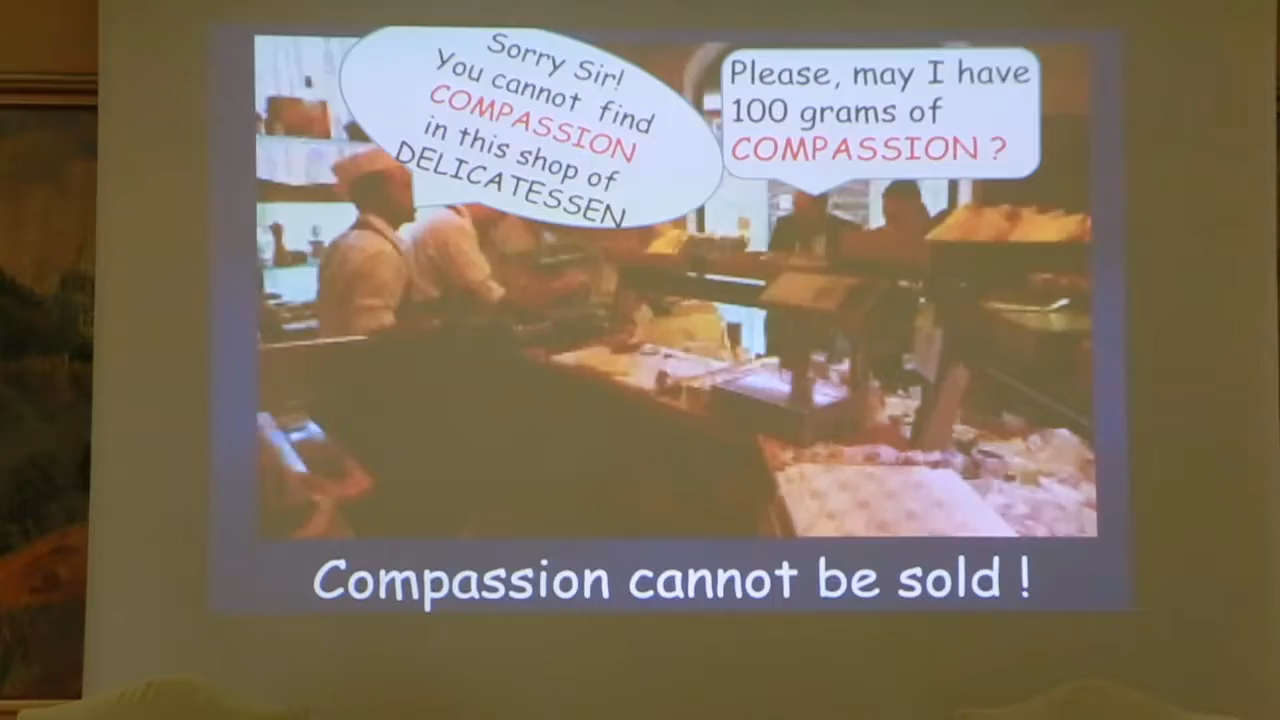 Sorry Sir!
You cannot find
COMPASSION
in this shop of
DELICATESSEN
Please, may I have
100 grams of
COMPASSION ?
Compassion cannot be sold !